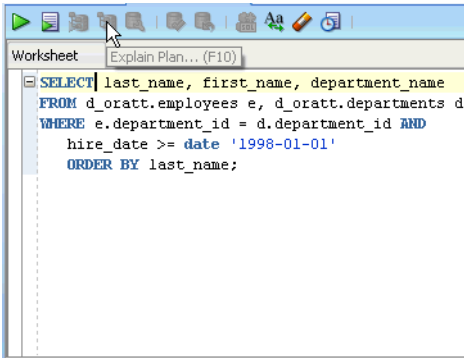 Worksheet
Explain Plan... (F10)
SELECT last_name, first_name, department_name
FROM d_oratt.employees e, d_oratt.departments d
WHERE e.department_id = d.department_id AND
hire_date >= date '1998-01-01'
ORDER BY last_name;